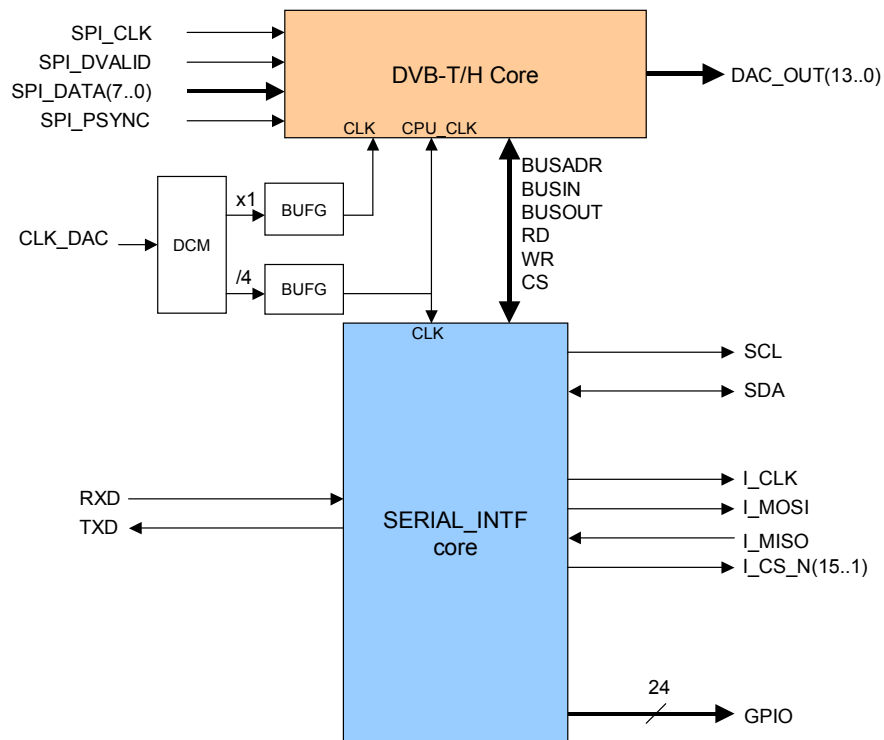 SPI_CLK
SPI_DVALID
SPI_DATA(7..0)
SPI_PSYNC
DVB-T/H Core
DAC_OUT(13..0)
CLK
CPU_CLK
BUSADR
BUSIN
BUSOUT
RD
WR
CS
CLK_DAC
DCM
x1
BUFG
/4
BUFG
CLK
SCL
SDA
RXD
TXD
SERIAL_INTF
core
I_CLK
I_MOSI
I_MISO
I_CS_N(15..1)
24
GPIO